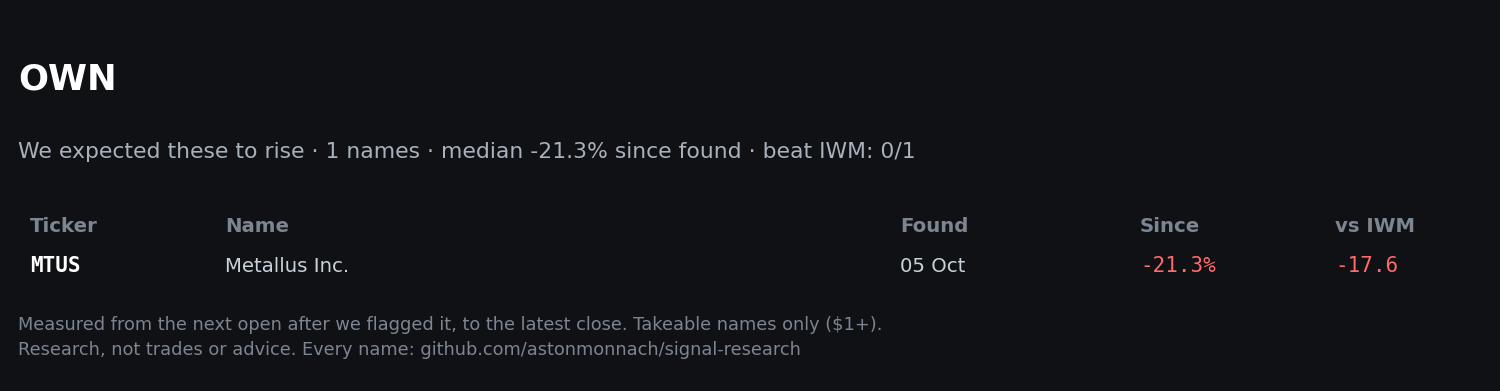 OWN
We expected these to rise · 1 names · median -21.3% since found · beat IWM: 0/1
Ticker Name Found Since vs IWM
MTUS Metallus Inc. 05 Oct -21.3% -17.6
Measured from the next open after we flagged it, to the latest close. Takeable names only ($1+).
Research, not trades or advice. Every name: github.com/astonmonnach/signal-research